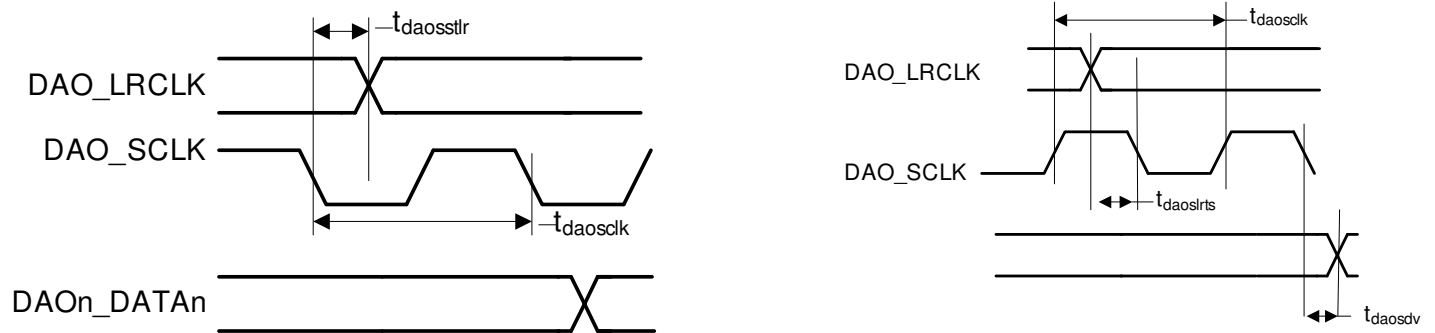 tdaosstlr
DAO_LRCLK
DAO_SCLK
tdaosclk
DAOn_DATAn
tdaosclk
DAO_LRCLK
DAO_SCLK
tdaoslrts
tdaosdv